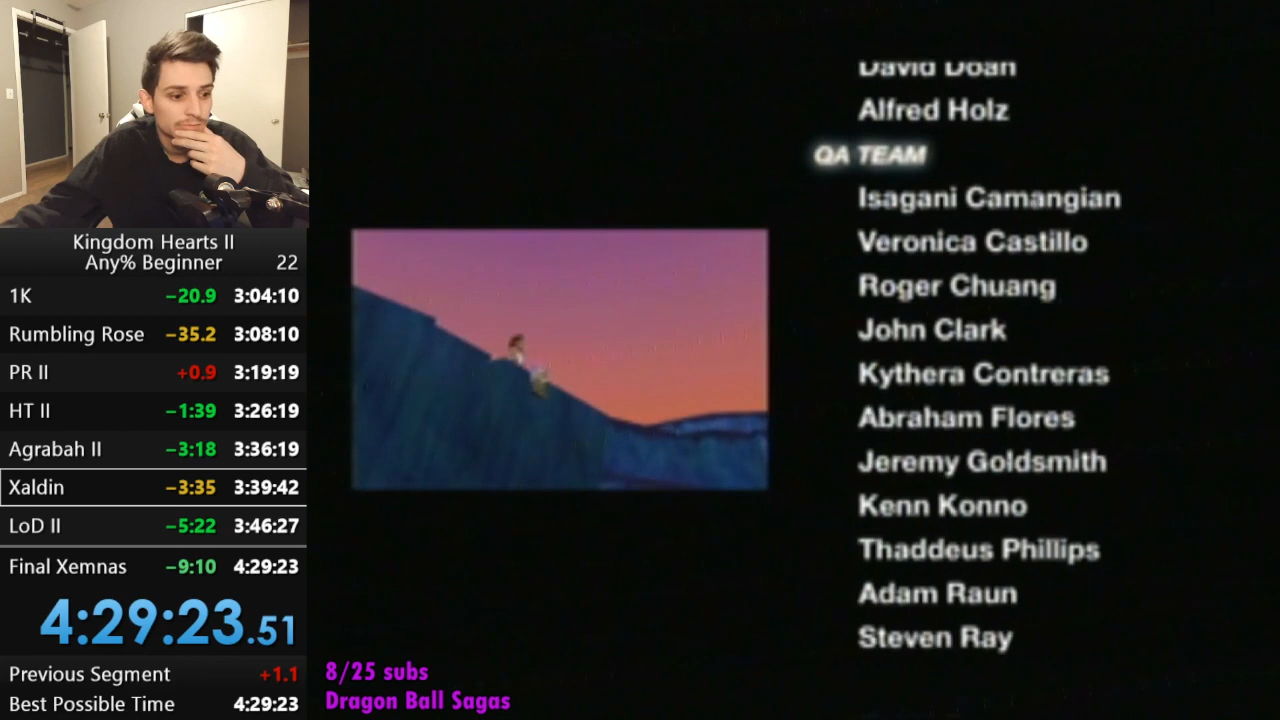 Kingdom Hearts II
Any% Beginner 22
1K -20.9 3:04:10
Rumbling Rose -35.2 3:08:10
PR II +0.9 3:19:19
HT II -1:39 3:26:19
Agrabah II -3:18 3:36:19
Xaldin -3:35 3:39:42
LoD II -5:22 3:46:27
Final Xemnas -9:10 4:29:23
4:29:23.51
Previous Segment +1.1
Best Possible Time 4:29:23
8/25 subs
Dragon Ball Sagas
David Doan
Alfred Holz
QA TEAM
Isagani Camangian
Veronica Castillo
Roger Chuang
John Clark
Kythera Contreras
Abraham Flores
Jeremy Goldsmith
Kenn Konno
Thaddeus Phillips
Adam Raun
Steven Ray